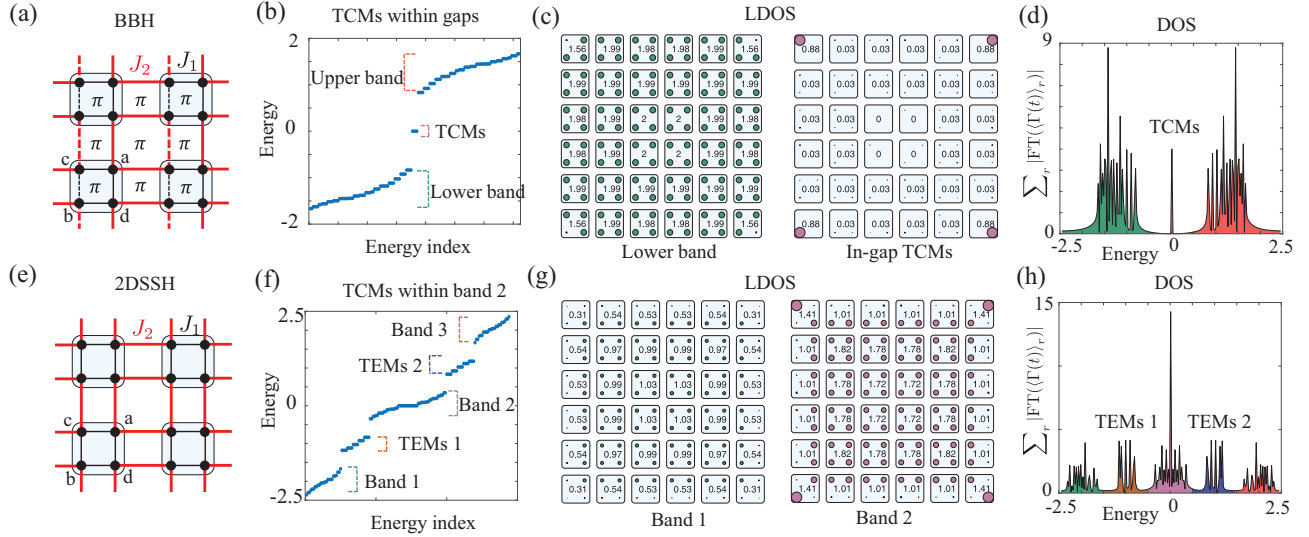 (a)
BBH
J2
J1
π π π
π π π
c a
π π π
b d
(b)
TCMs within gaps
2
Upper band
Energy
0
TCMs
Lower band
-2
Energy index
(c)
LDOS
1.56 1.99 1.98 1.98 1.99 1.56
1.99 1.99 1.99 1.99 1.99 1.99
1.98 1.99 2 2 1.99 1.98
1.98 1.99 2 2 1.99 1.98
1.99 1.99 1.99 1.99 1.99 1.99
1.56 1.99 1.98 1.98 1.99 1.56
Lower band
0.88 0.03 0.03 0.03 0.03 0.88
0.03 0.03 0.03 0.03 0.03 0.03
0.03 0.03 0 0 0.03 0.03
0.03 0.03 0 0 0.03 0.03
0.03 0.03 0.03 0.03 0.03 0.03
0.88 0.03 0.03 0.03 0.03 0.88
In-gap TCMs
(d)
DOS
9
∑r |FT(⟨Γ(t)⟩r)|
TCMs
0
-2.5 0 2.5
Energy
(e)
2DSSH
J2
J1
c a
b d
(f)
TCMs within band 2
2.5
Band 3
TEMs 2
Energy
0
Band 2
TEMs 1
Band 1
-2.5
Energy index
(g)
LDOS
0.31 0.54 0.53 0.53 0.54 0.31
0.54 0.97 0.99 0.99 0.97 0.54
0.53 0.99 1.03 1.03 0.99 0.53
0.53 0.99 1.03 1.03 0.99 0.53
0.54 0.97 0.99 0.99 0.97 0.54
0.31 0.54 0.53 0.53 0.54 0.31
Band 1
1.41 1.01 1.01 1.01 1.01 1.41
1.01 1.82 1.78 1.78 1.82 1.01
1.01 1.78 1.72 1.72 1.78 1.01
1.01 1.78 1.72 1.72 1.78 1.01
1.01 1.82 1.78 1.78 1.82 1.01
1.41 1.01 1.01 1.01 1.01 1.41
Band 2
(h)
DOS
15
∑r |FT(⟨Γ(t)⟩r)|
TEMs 1
TEMs 2
0
-2.5 0 2.5
Energy